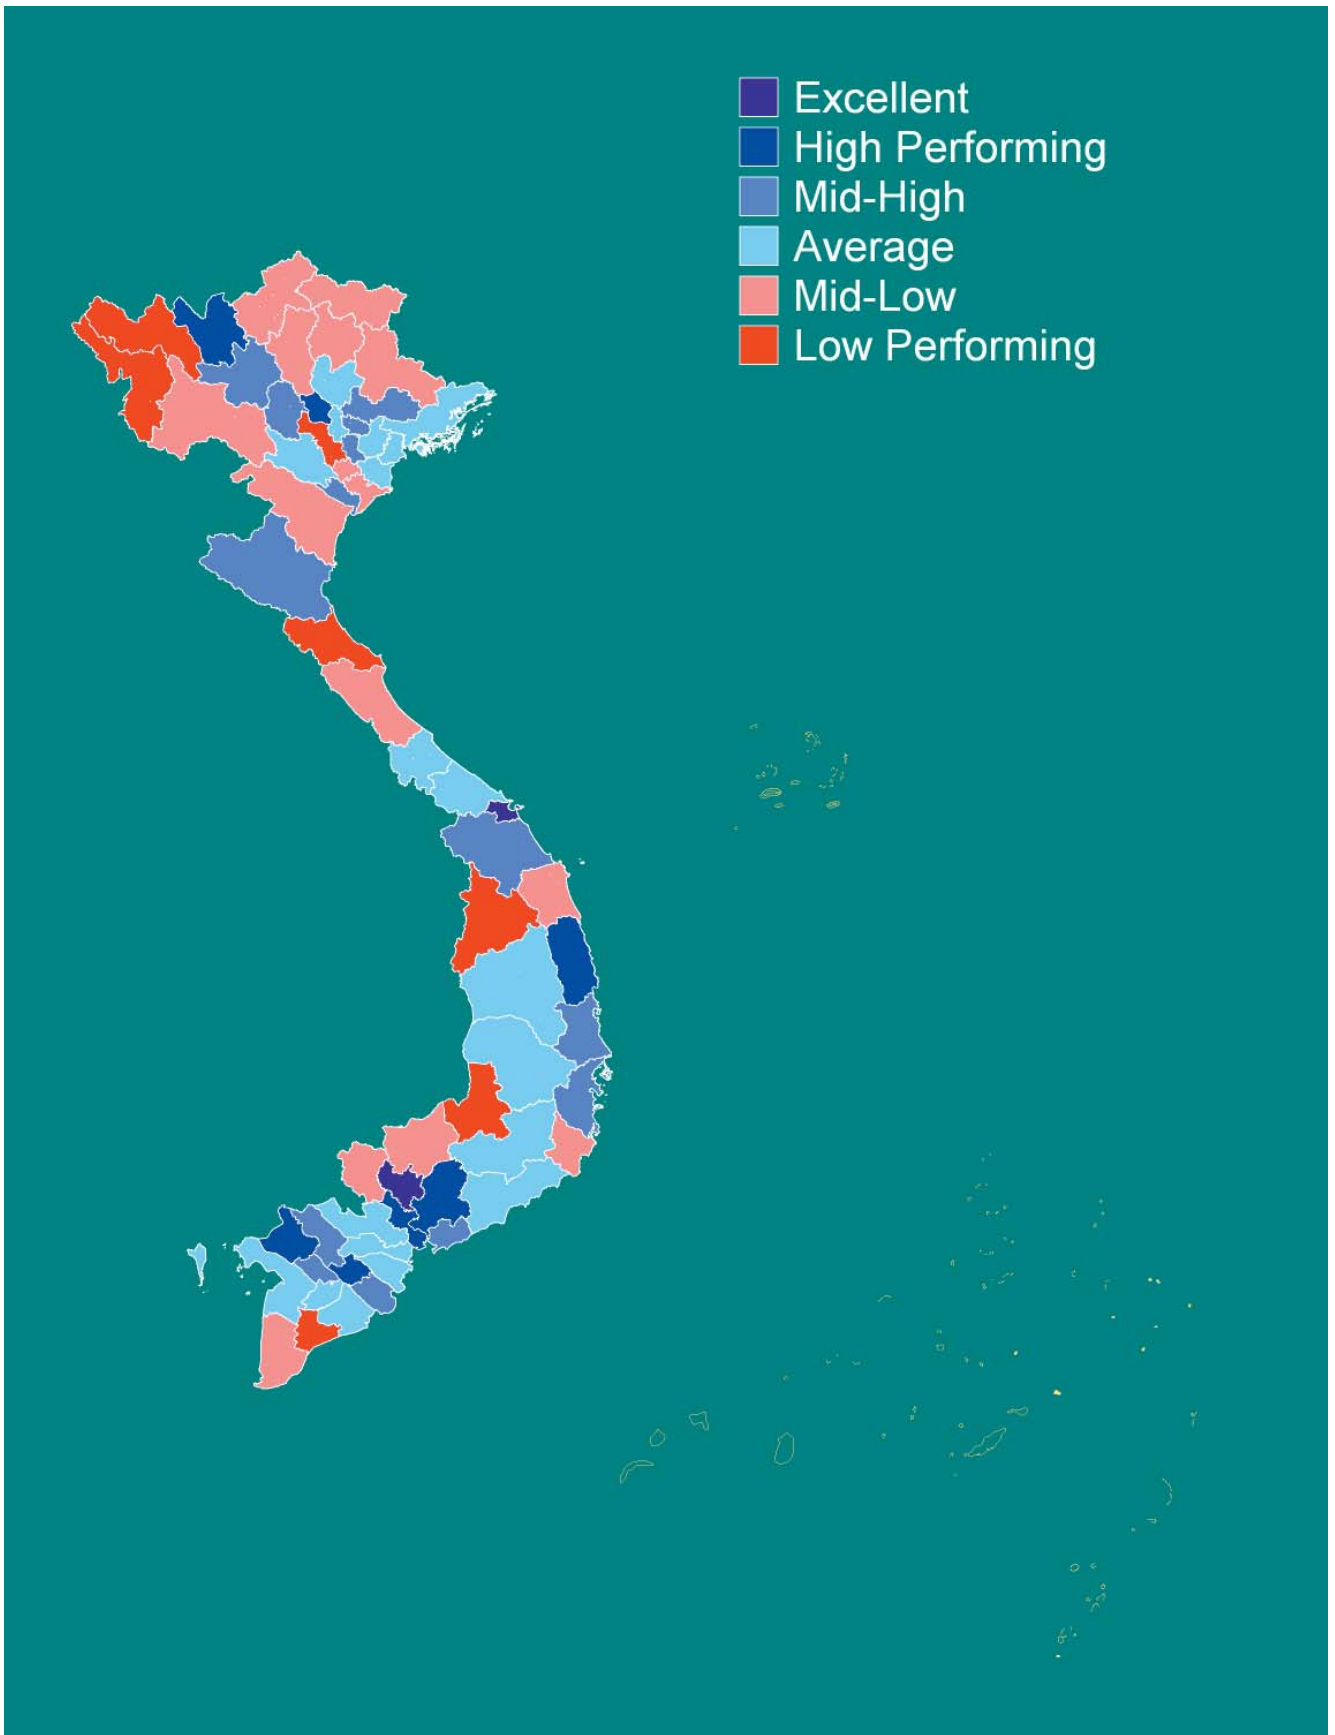 Excellent
High Performing
Mid-High
Average
Mid-Low
Low Performing